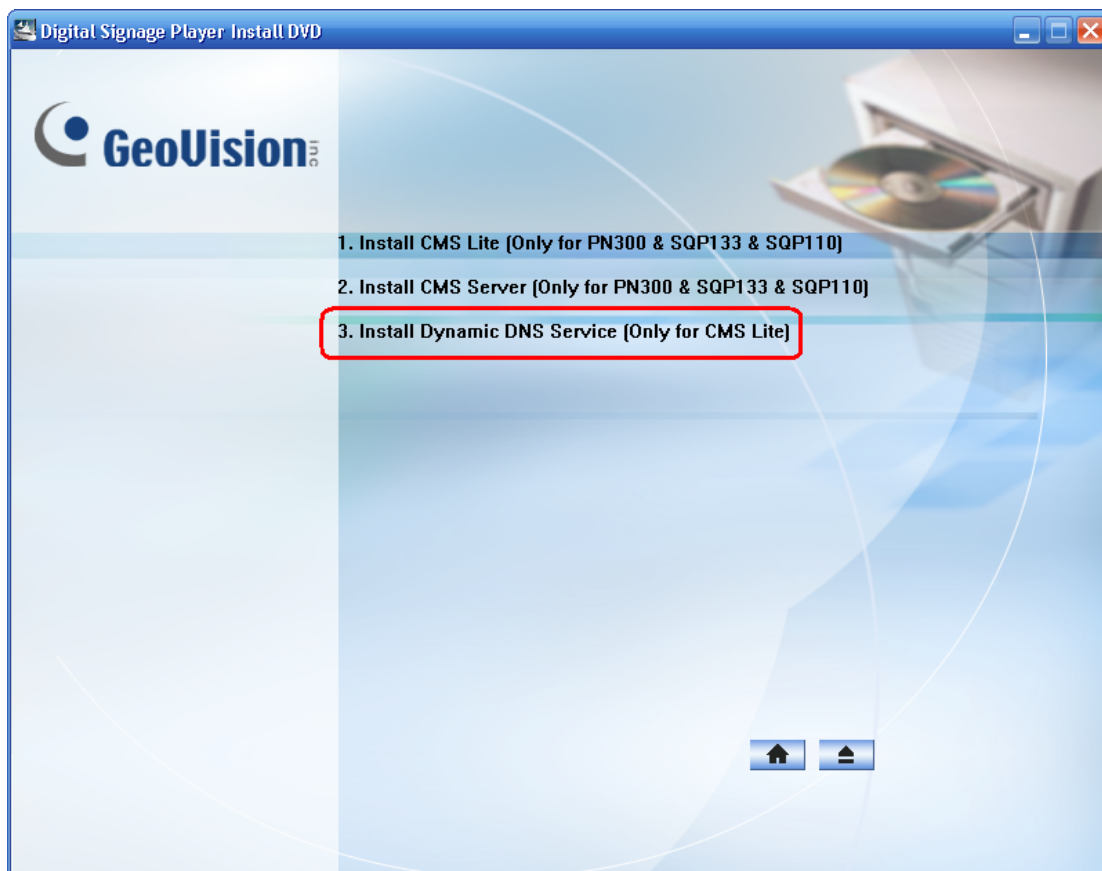 Digital Signage Player Install DVD
GeoVision inc
1. Install CMS Lite (Only for PN300 & SQP133 & SQP110)
2. Install CMS Server (Only for PN300 & SQP133 & SQP110)
3. Install Dynamic DNS Service (Only for CMS Lite)